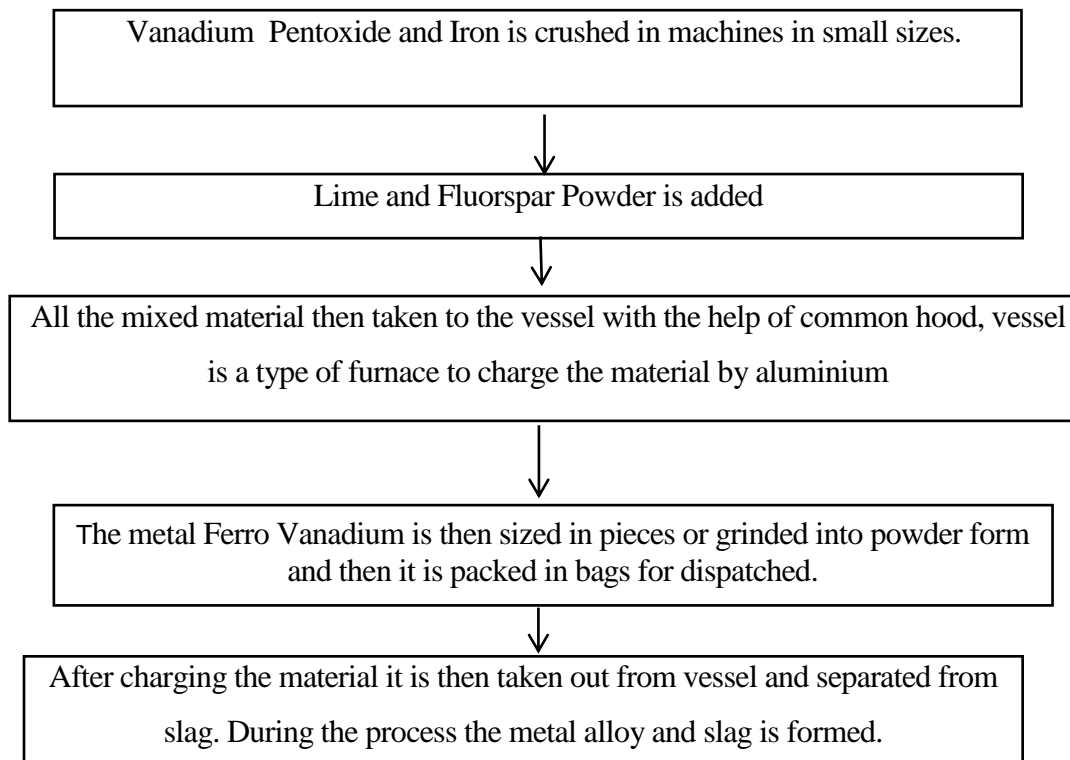 Vanadium  Pentoxide and Iron is crushed in machines in small sizes.
Lime and Fluorspar Powder is added
All the mixed material then taken to the vessel with the help of common hood, vessel
is a type of furnace to charge the material by aluminium
The metal Ferro Vanadium is then sized in pieces or grinded into powder form
and then it is packed in bags for dispatched.
After charging the material it is then taken out from vessel and separated from
slag. During the process the metal alloy and slag is formed.